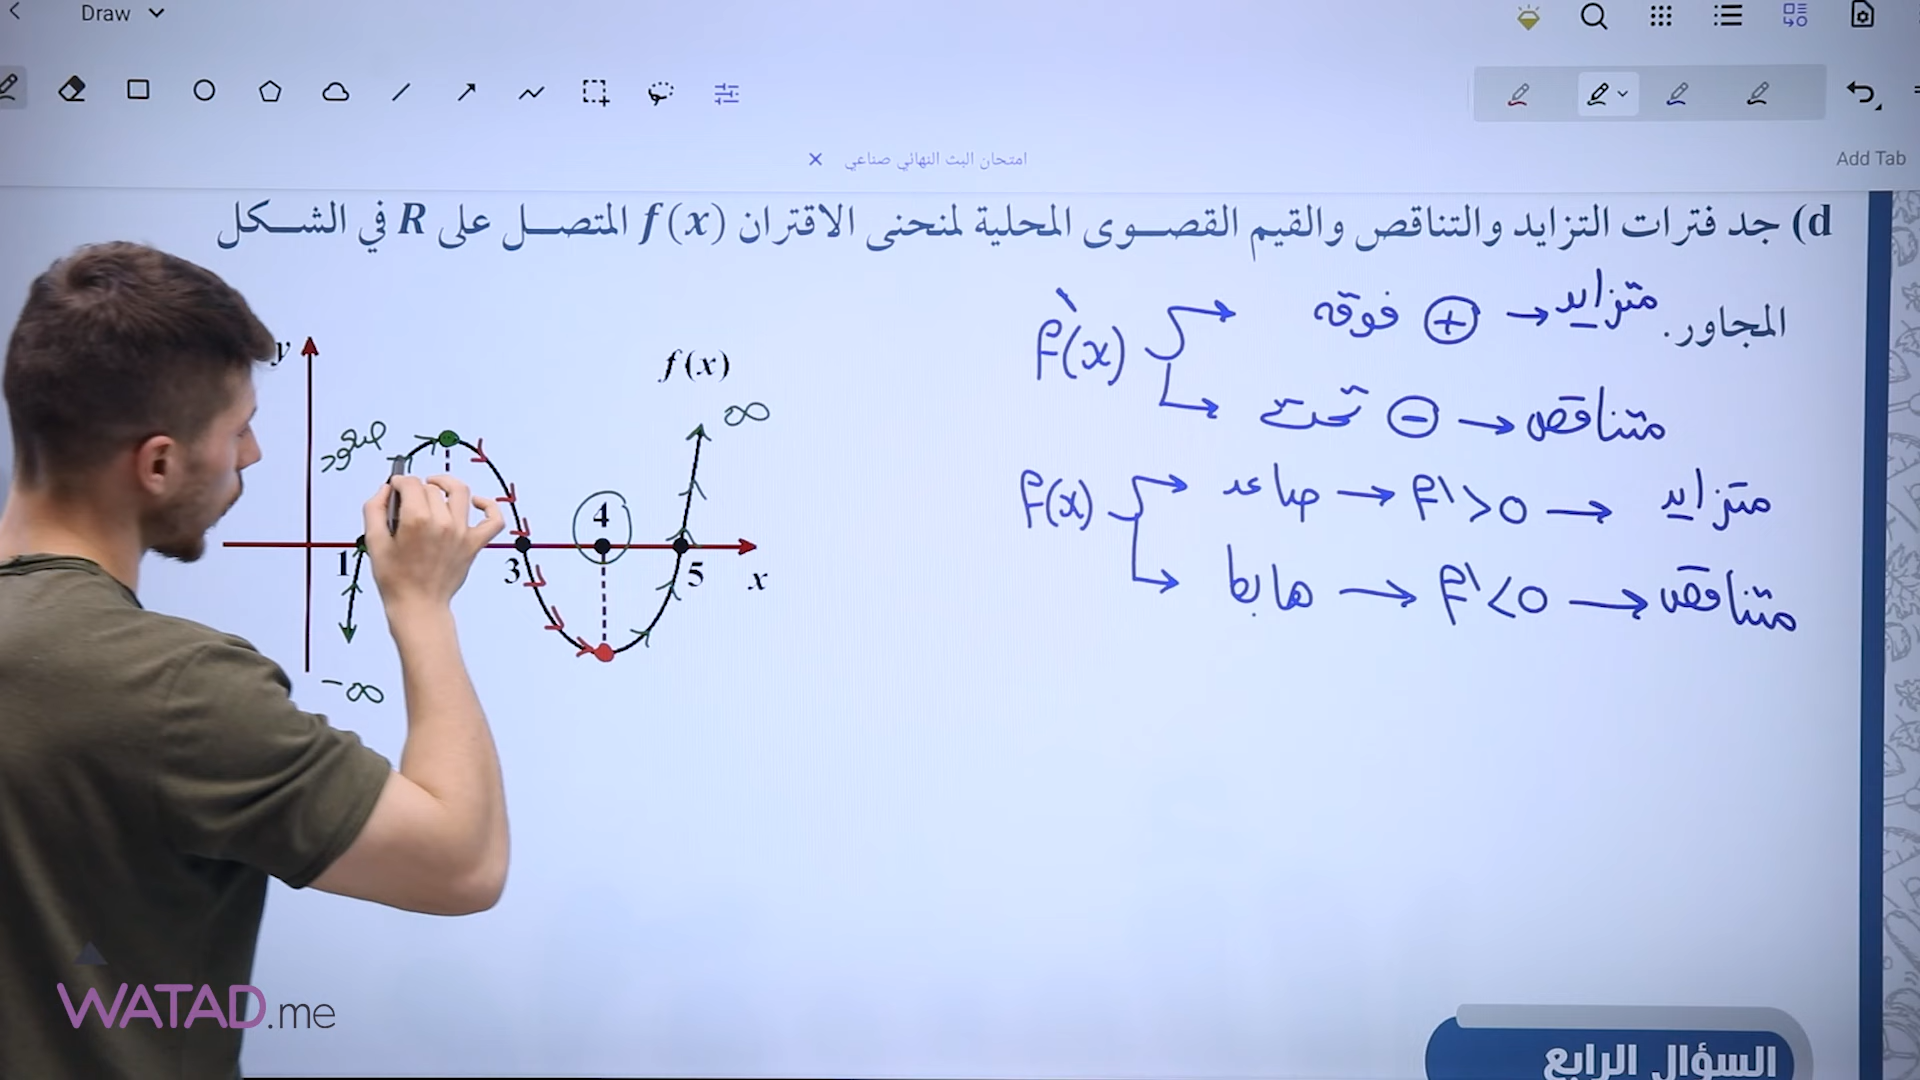 Draw
امتحان البث النهائي صناعي
Add Tab
d) جد فترات التزايد والتناقص والقيم القصوى المحلية لمنحنى الاقتران f(x) المتصل على R في الشكل
المجاور.
f'(x) فوقه + → متزايد
تحت − → متناقص
f(x) صاعد → f' > 0 → متزايد
هابط → f' < 0 → متناقص
y
f(x)
∞
صعود
4
1
3
5
x
-∞
WATAD.me
السؤال الرابع